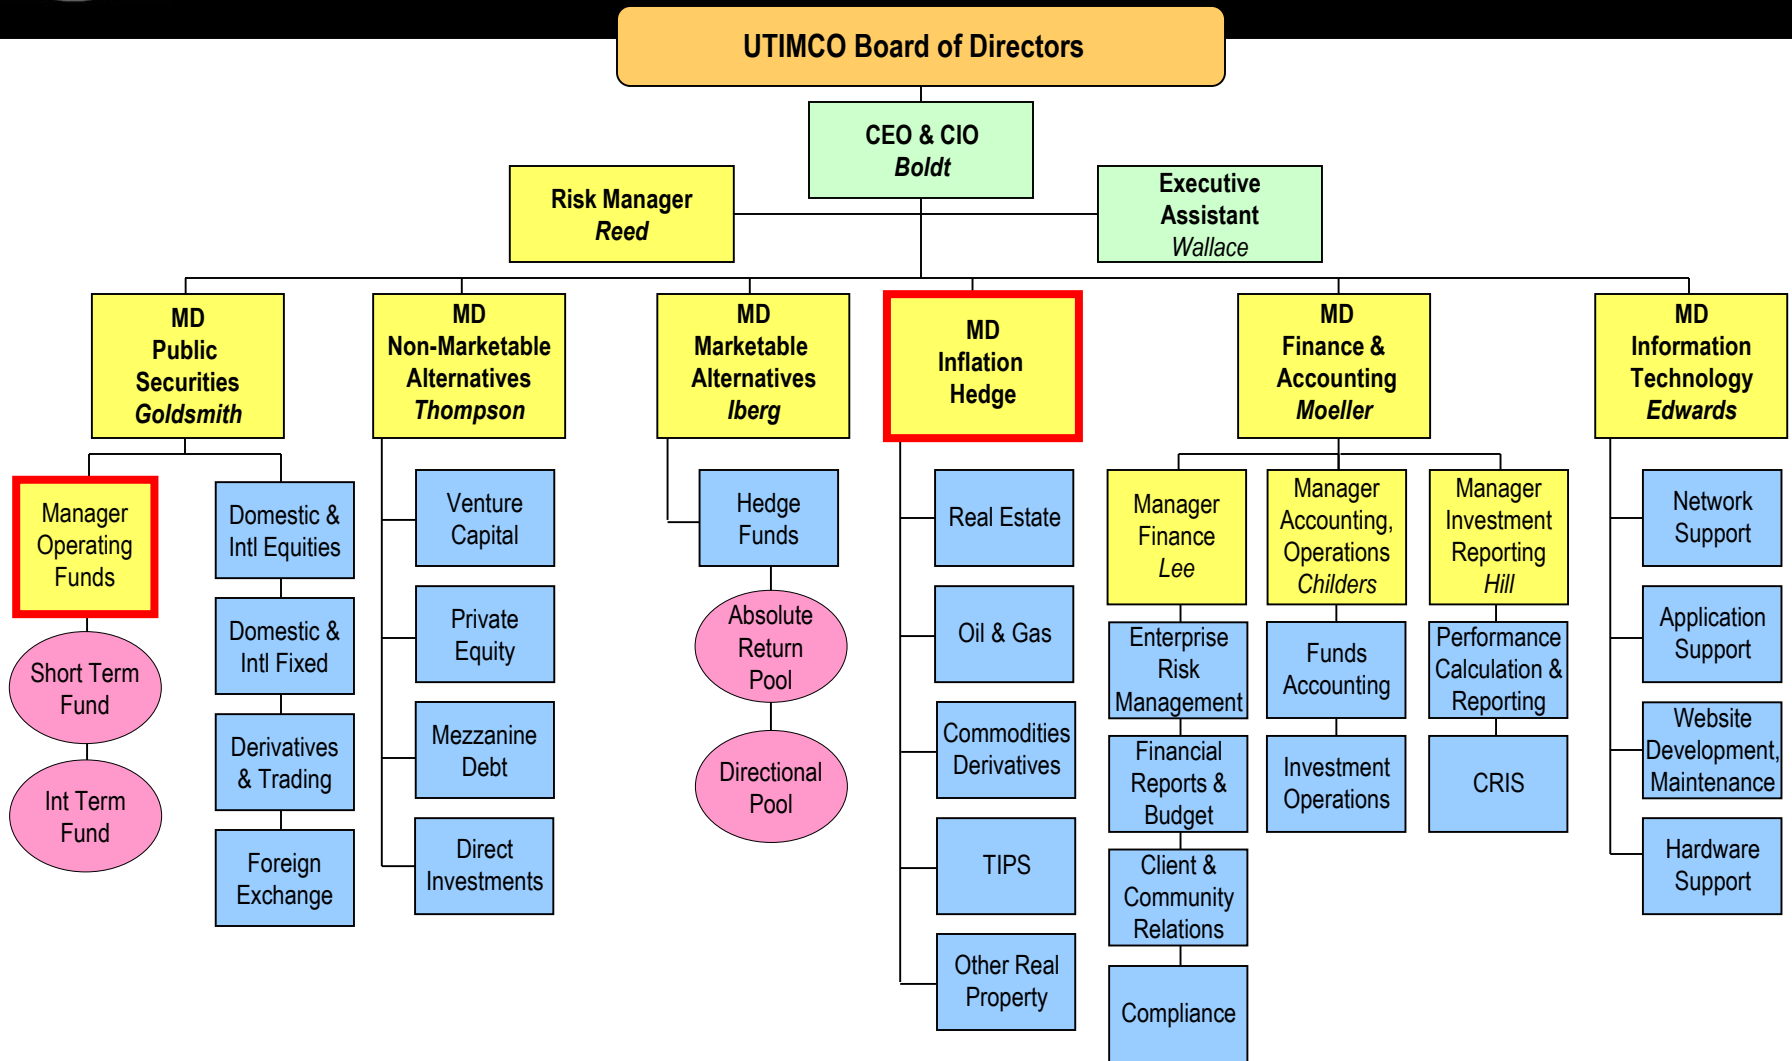 UTIMCO Board of Directors
CEO & CIO
Boldt
Risk Manager
Reed
Executive
Assistant
Wallace
MD
Public
Securities
Goldsmith
MD
Non-Marketable
Alternatives
Thompson
MD
Marketable
Alternatives
Iberg
MD
Inflation
Hedge
MD
Finance &
Accounting
Moeller
MD
Information
Technology
Edwards
Manager
Operating
Funds
Short Term
Fund
Int Term
Fund
Domestic &
Intl Equities
Domestic &
Intl Fixed
Derivatives
& Trading
Foreign
Exchange
Venture
Capital
Private
Equity
Mezzanine
Debt
Direct
Investments
Hedge
Funds
Absolute
Return
Pool
Directional
Pool
Real Estate
Oil & Gas
Commodities
Derivatives
TIPS
Other Real
Property
Manager
Finance
Lee
Enterprise
Risk
Management
Financial
Reports &
Budget
Client &
Community
Relations
Compliance
Manager
Accounting,
Operations
Childers
Funds
Accounting
Investment
Operations
Manager
Investment
Reporting
Hill
Performance
Calculation &
Reporting
CRIS
Network
Support
Application
Support
Website
Development,
Maintenance
Hardware
Support